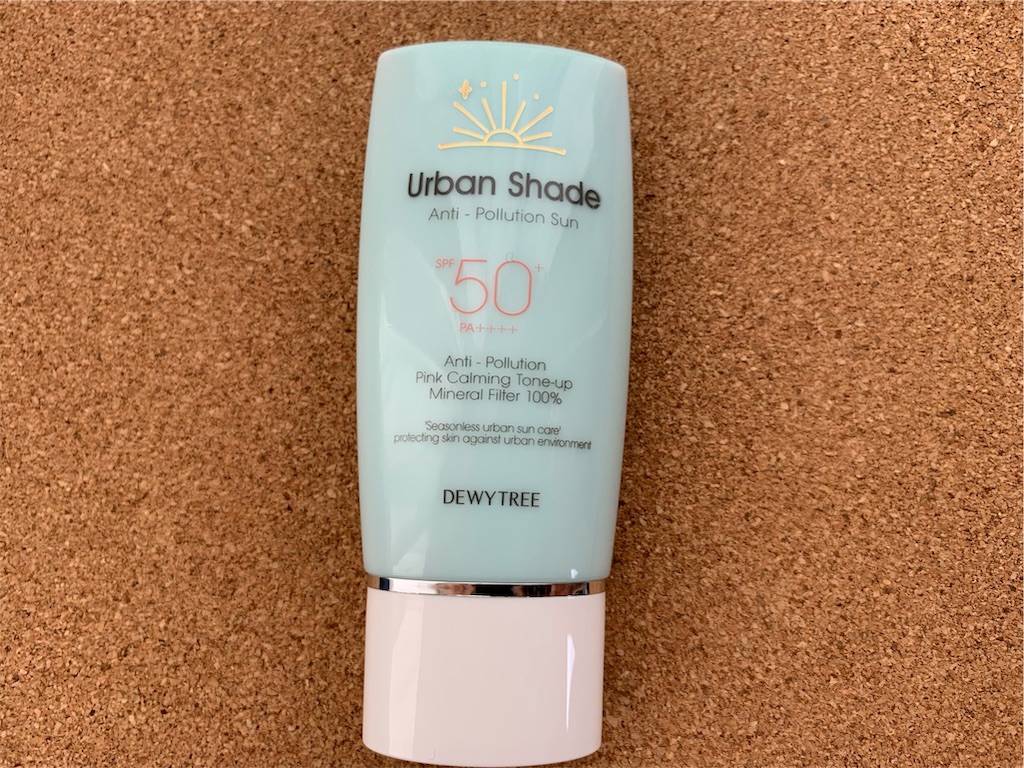 Urban Shade
Anti - Pollution Sun
SPF 50+
PA++++
Anti - Pollution
Pink Calming Tone-up
Mineral Filter 100%
'Seasonless urban sun care'
protecting skin against urban environment
DEWYTREE